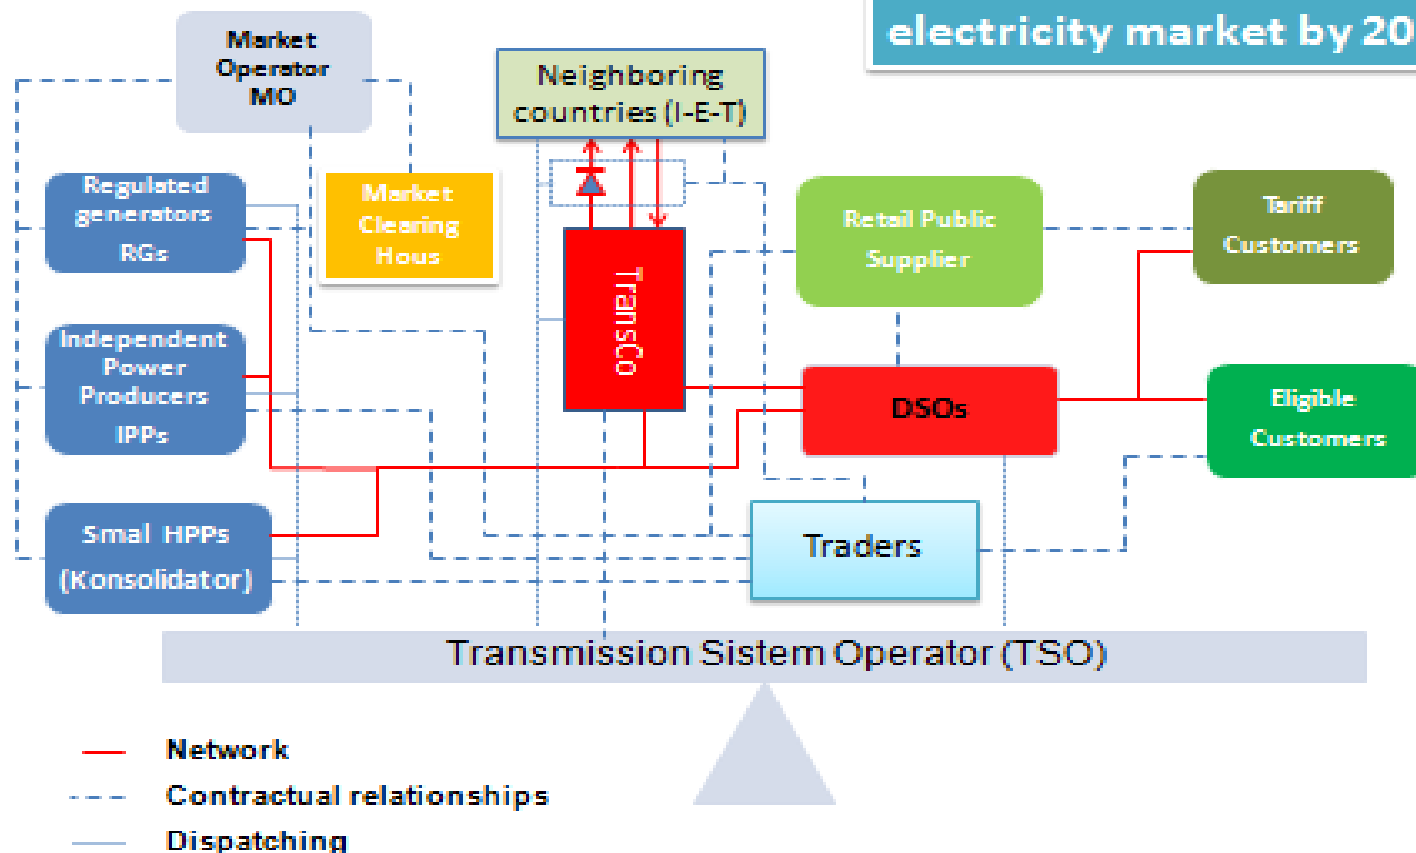 electricity market by 20
Market
Operator
MO
Neighboring
countries (I-E-T)
Regulated
generators
RGs
Market
Clearing
Hous
Retail Public
Supplier
Tariff
Customers
TransCo
Independent
Power
Producers
IPPs
DSOs
Eligible
Customers
Smal HPPs
(Konsolidator)
Traders
Transmission Sistem Operator (TSO)
Network
Contractual relationships
Dispatching